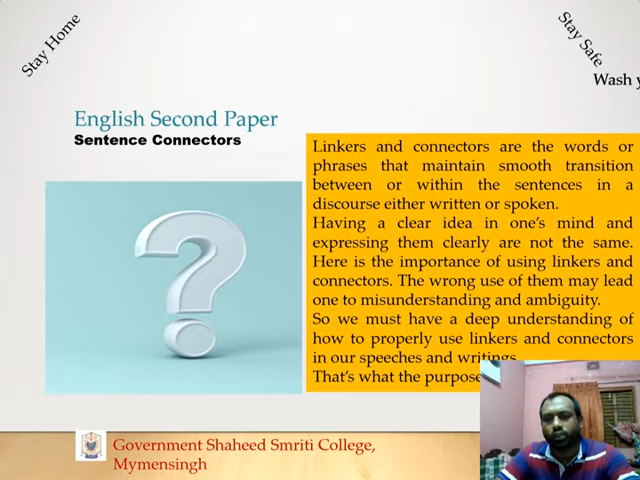 Stay Home
Stay Safe
Wash y
English Second Paper
Sentence Connectors
Linkers and connectors are the words or
phrases that maintain smooth transition
between or within the sentences in a
discourse either written or spoken.
Having a clear idea in one's mind and
expressing them clearly are not the same.
Here is the importance of using linkers and
connectors. The wrong use of them may lead
one to misunderstanding and ambiguity.
So we must have a deep understanding of
how to properly use linkers and connectors
in our speeches and writings
That's what the purpose
Government Shaheed Smriti College,
Mymensingh